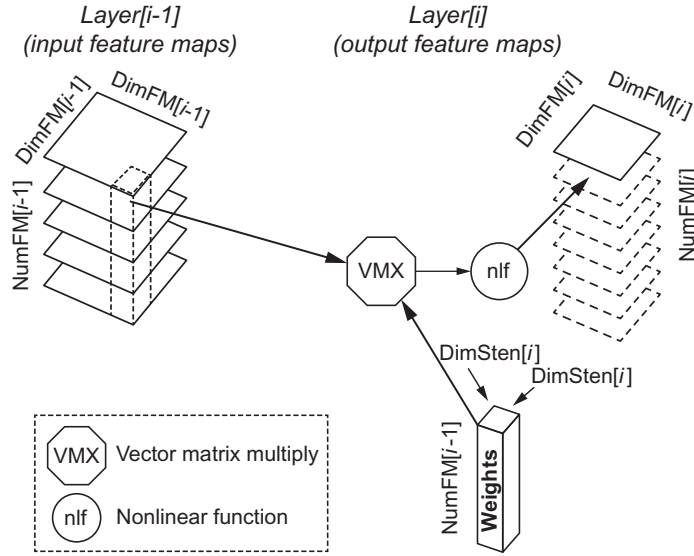 Layer[i-1]
(input feature maps)
Layer[i]
(output feature maps)
DimFM[i-1]
DimFM[i-1]
NumFM[i-1]
DimFM[i]
DimFM[i]
NumFM[i]
VMX
nlf
DimSten[i]
DimSten[i]
NumFM[i-1]
Weights
VMX Vector matrix multiply
nlf Nonlinear function